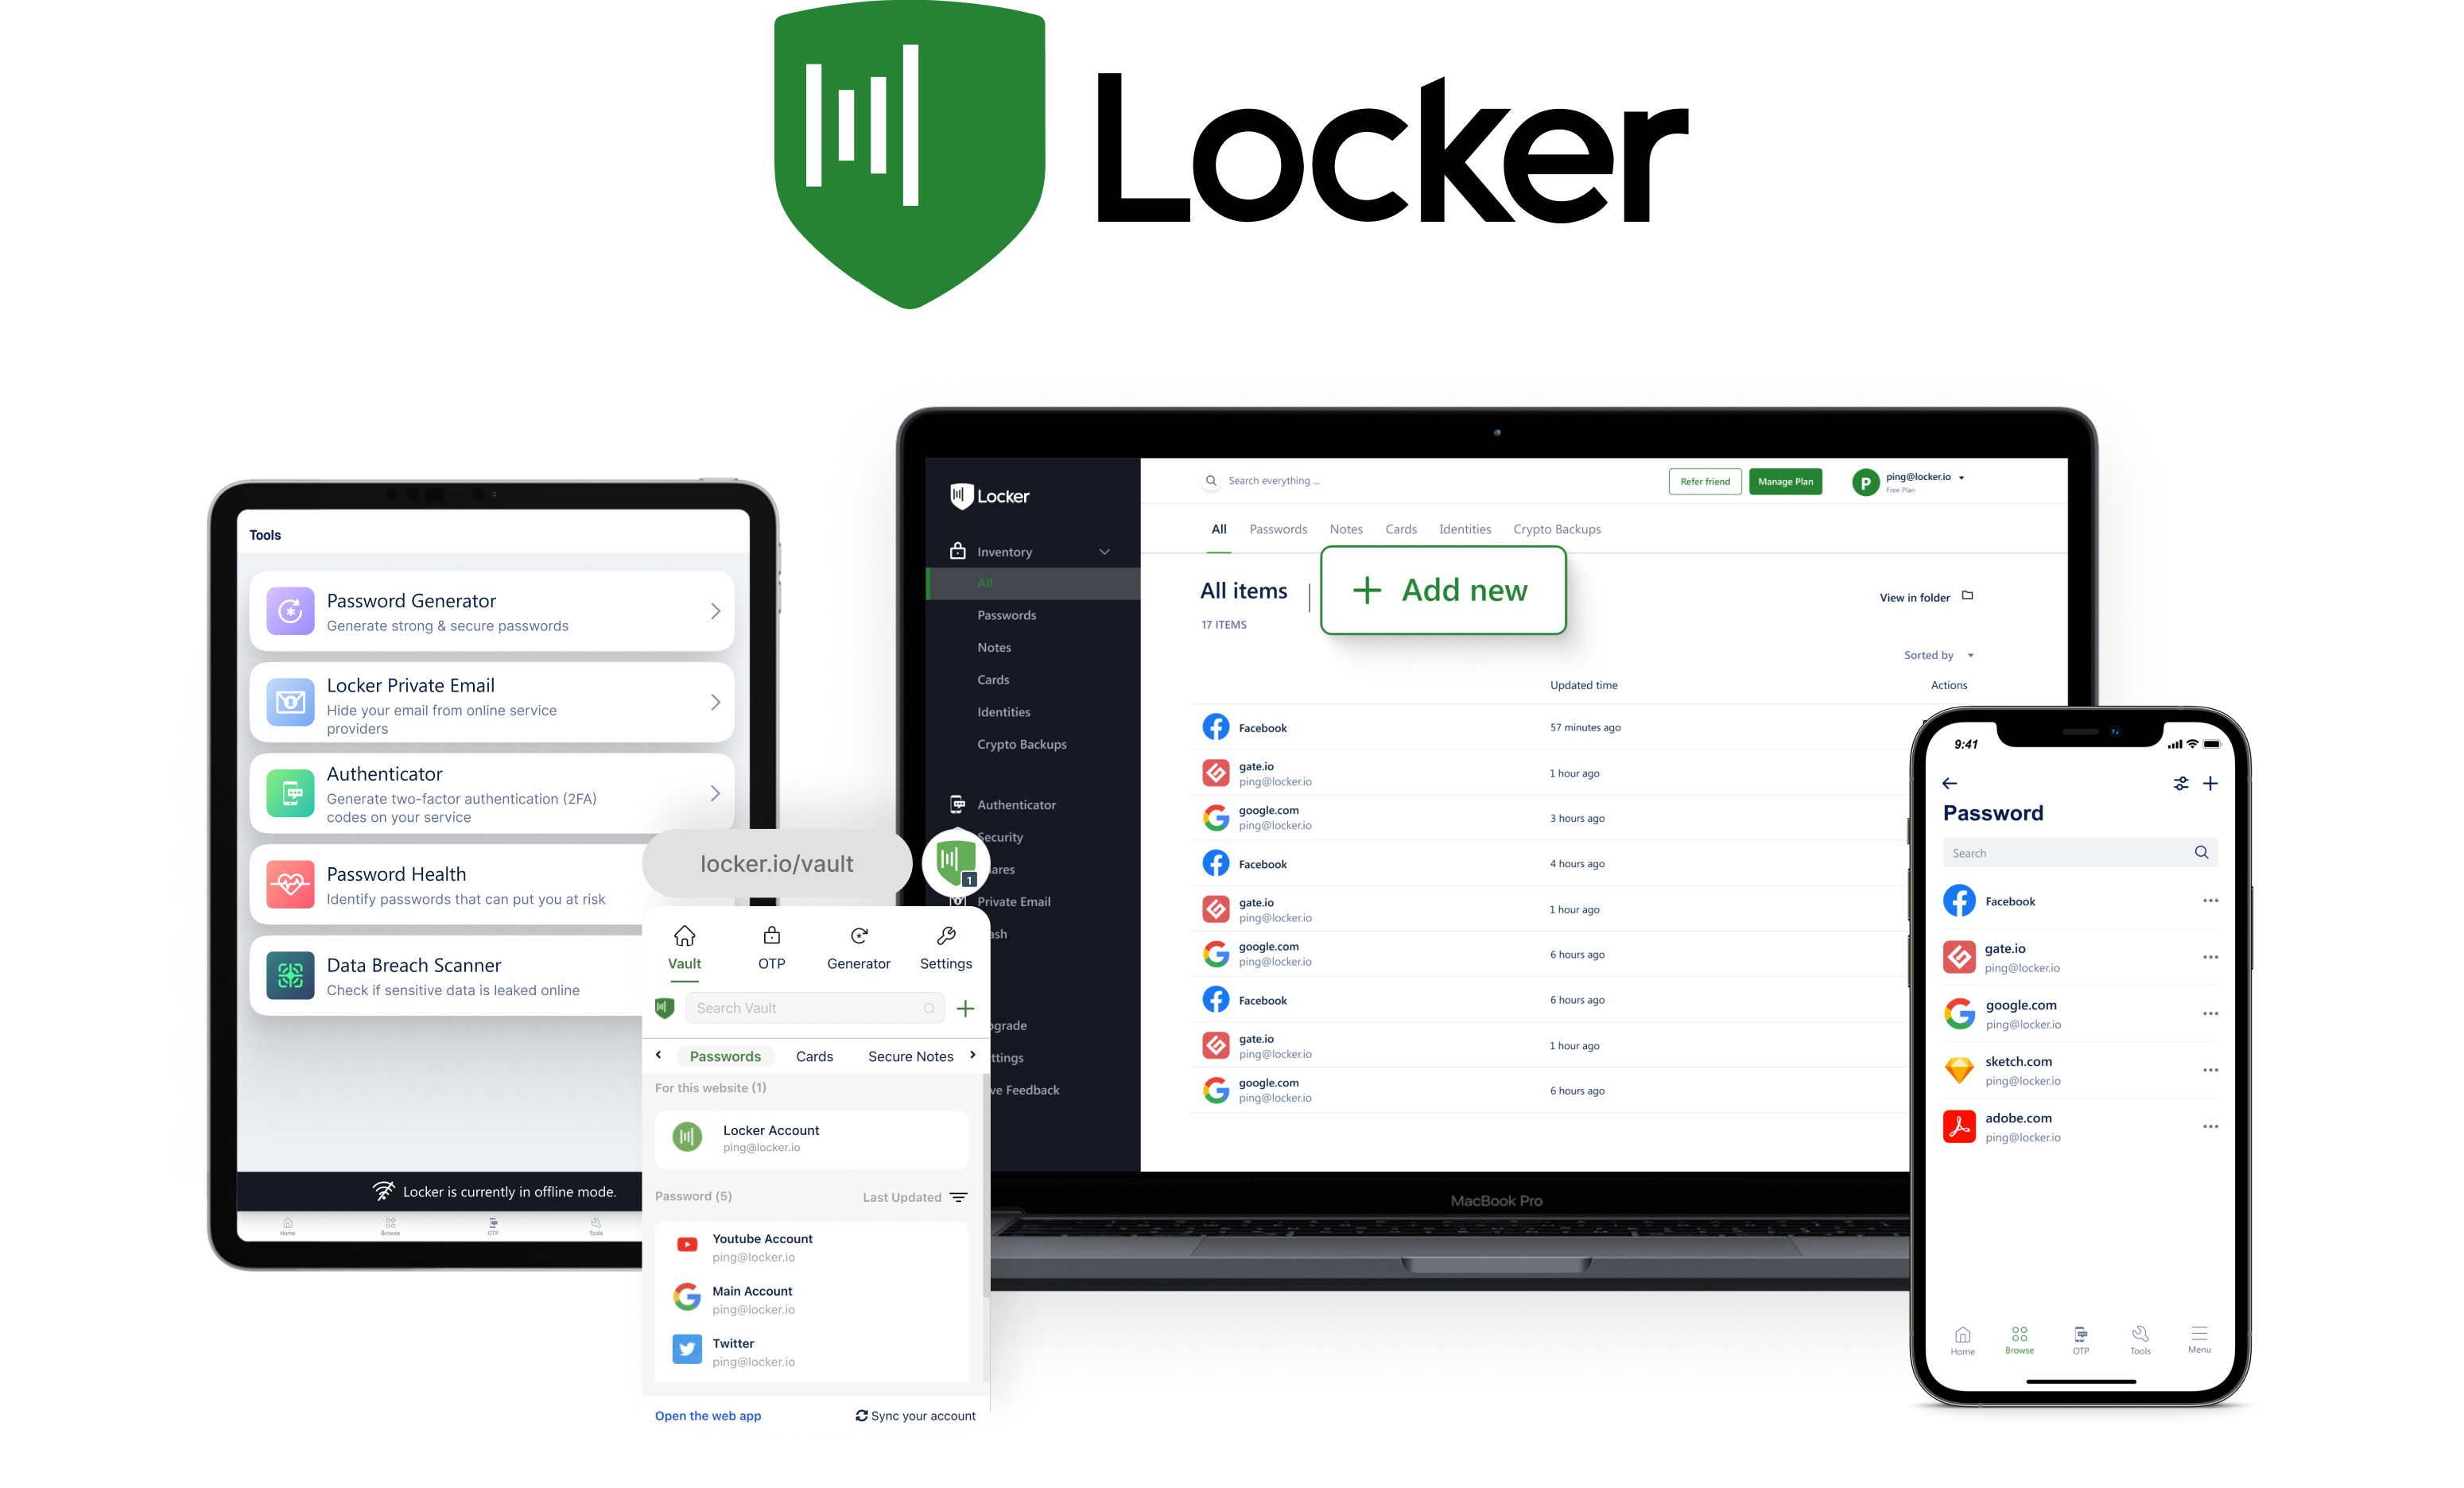 Locker
Tools
Password Generator
Generate strong & secure passwords
Locker Private Email
Hide your email from online service
providers
Authenticator
Generate two-factor authentication (2FA)
codes on your service
Password Health
Identify passwords that can put you at risk
Data Breach Scanner
Check if sensitive data is leaked online
Locker is currently in offline mode.
Home
Browse
OTP
Tools
locker.io/vault
1
Vault
OTP
Generator
Settings
Search Vault
Passwords
Cards
Secure Notes
For this website (1)
Locker Account
ping@locker.io
Password (5)
Last Updated
Youtube Account
ping@locker.io
Main Account
ping@locker.io
Twitter
ping@locker.io
Open the web app
Sync your account
Locker
Inventory
All
Passwords
Notes
Cards
Identities
Crypto Backups
Authenticator
Security
ares
Private Email
ash
grade
ttings
ve Feedback
Search everything ...
Refer friend
Manage Plan
P
ping@locker.io
Free Plan
All
Passwords
Notes
Cards
Identities
Crypto Backups
All items
17 ITEMS
+ Add new
View in folder
Sorted by
Updated time
Actions
Facebook
57 minutes ago
gate.io
ping@locker.io
1 hour ago
google.com
ping@locker.io
3 hours ago
Facebook
4 hours ago
gate.io
ping@locker.io
1 hour ago
google.com
ping@locker.io
6 hours ago
Facebook
6 hours ago
gate.io
ping@locker.io
1 hour ago
google.com
ping@locker.io
6 hours ago
MacBook Pro
9:41
Password
Search
Facebook
gate.io
ping@locker.io
google.com
ping@locker.io
sketch.com
ping@locker.io
adobe.com
ping@locker.io
Home
Browse
OTP
Tools
Menu